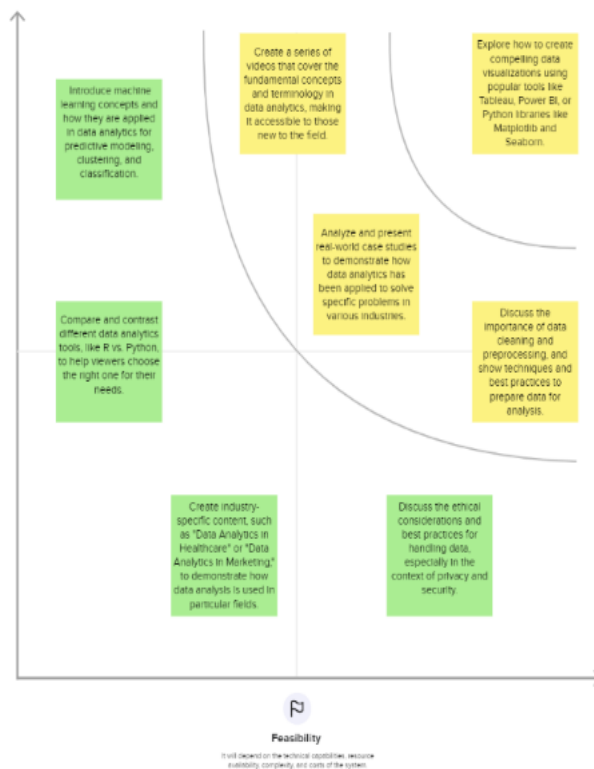 Create a series of
videos that cover the
fundamental concepts
and terminology in
data analytics, making
it accessible to those
new to the field.
Explore how to create
compelling data
visualizations using
popular tools like
Tableau, Power BI, or
Python libraries like
Matplotlib and
Seaborn.
Introduce machine
learning concepts and
how they are applied
in data analytics for
predictive modeling,
clustering, and
classification.
Analyze and present
real-world case studies
to demonstrate how
data analytics has
been applied to solve
specific problems in
various industries.
Compare and contrast
different data analytics
tools, like R vs. Python,
to help viewers choose
the right one for their
needs.
Discuss the
importance of data
cleaning and
preprocessing, and
show techniques and
best practices to
prepare data for
analysis.
Create industry-
specific content, such
as "Data Analytics in
Healthcare" or "Data
Analytics in Marketing,"
to demonstrate how
data analysis is used in
particular fields.
Discuss the ethical
considerations and
best practices for
handling data,
especially in the
context of privacy and
security.
Feasibility
It will depend on the technical capabilities, resource
availability, complexity, and costs of the system.